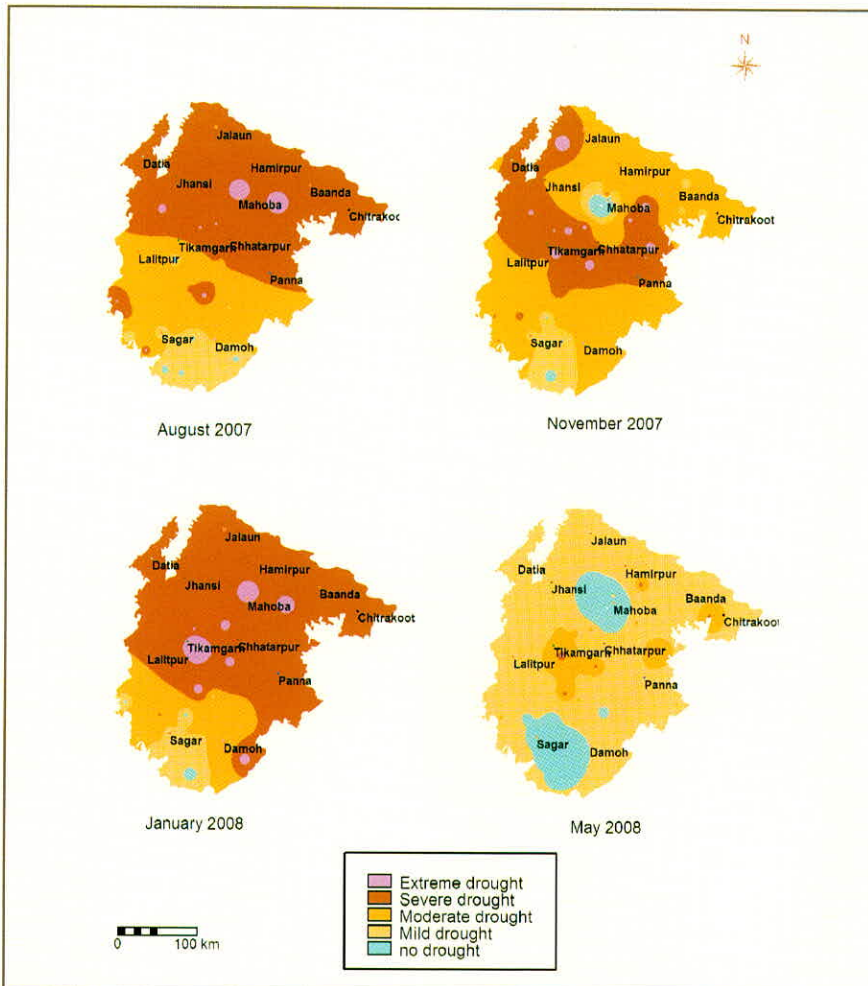 N
Jalaun
Datia
Hamirpur
Jhansi
Baanda
Mahoba
Chitrakoot
Tikamgarh
Chhatarpur
Lalitpur
Panna
Sagar
Damoh
August 2007
Jalaun
Datia
Hamirpur
Jhansi
Baanda
Mahoba
Chitrakoot
Tikamgarh
Chhatarpur
Lalitpur
Panna
Sagar
Damoh
November 2007
Jalaun
Datia
Hamirpur
Jhansi
Baanda
Mahoba
Chitrakoot
Tikamgarh
Chhatarpur
Lalitpur
Panna
Sagar
Damoh
January 2008
Jalaun
Datia
Hamirpur
Jhansi
Baanda
Mahoba
Chitrakoot
Tikamgarh
Chhatarpur
Lalitpur
Panna
Sagar
Damoh
May 2008
Extreme drought
Severe drought
Moderate drought
Mild drought
no drought
0 100 km